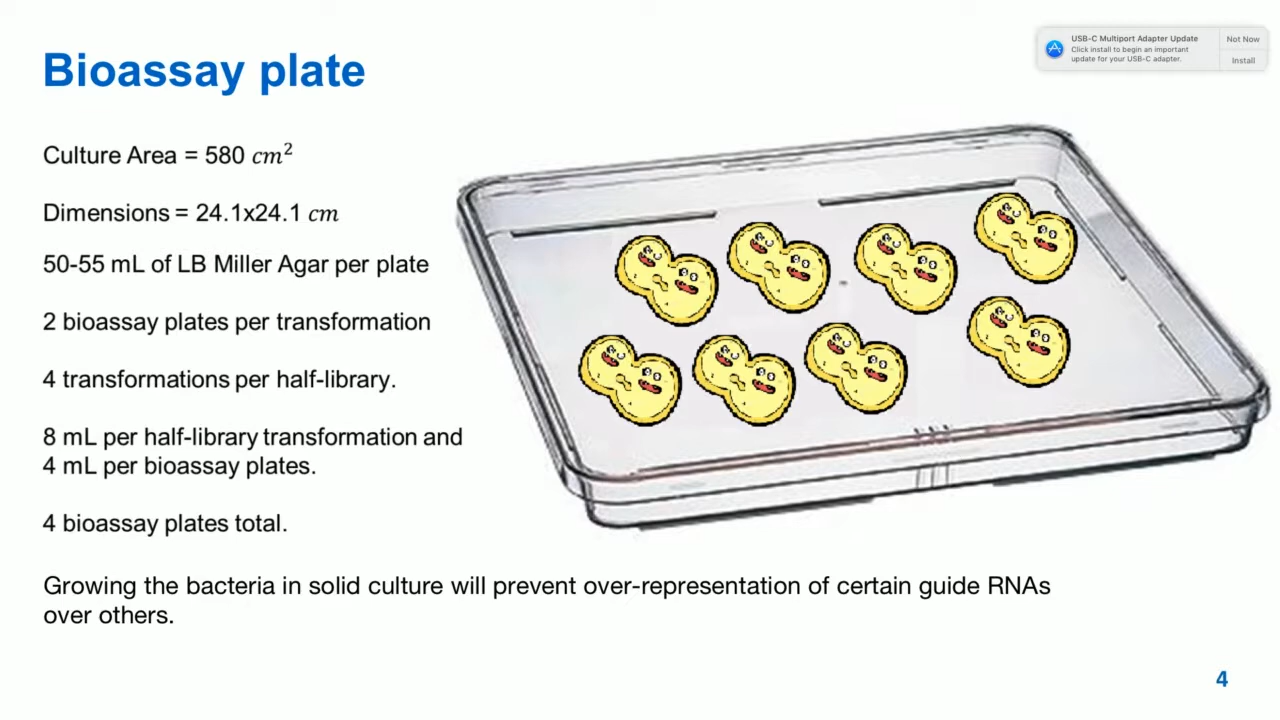 Bioassay plate
USB-C Multiport Adapter Update
Click install to begin an important
update for your USB-C adapter.
Not Now
Install
Culture Area = 580 cm²
Dimensions = 24.1x24.1 cm
50-55 mL of LB Miller Agar per plate
2 bioassay plates per transformation
4 transformations per half-library.
8 mL per half-library transformation and
4 mL per bioassay plates.
4 bioassay plates total.
Growing the bacteria in solid culture will prevent over-representation of certain guide RNAs
over others.
4